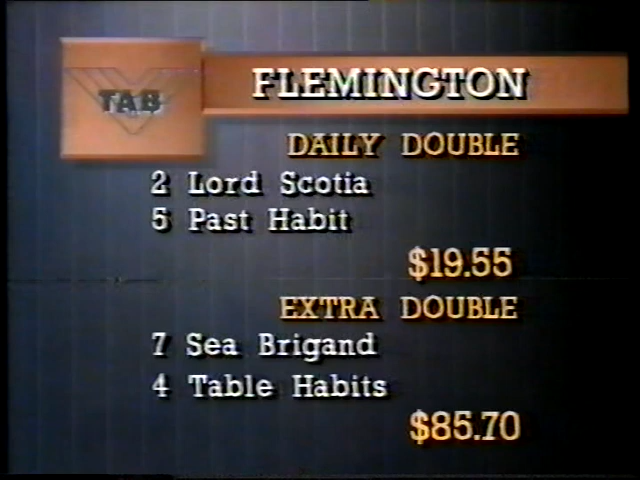 TAB
FLEMINGTON
DAILY DOUBLE
2 Lord Scotia
5 Past Habit
$19.55
EXTRA DOUBLE
7 Sea Brigand
4 Table Habits
$85.70